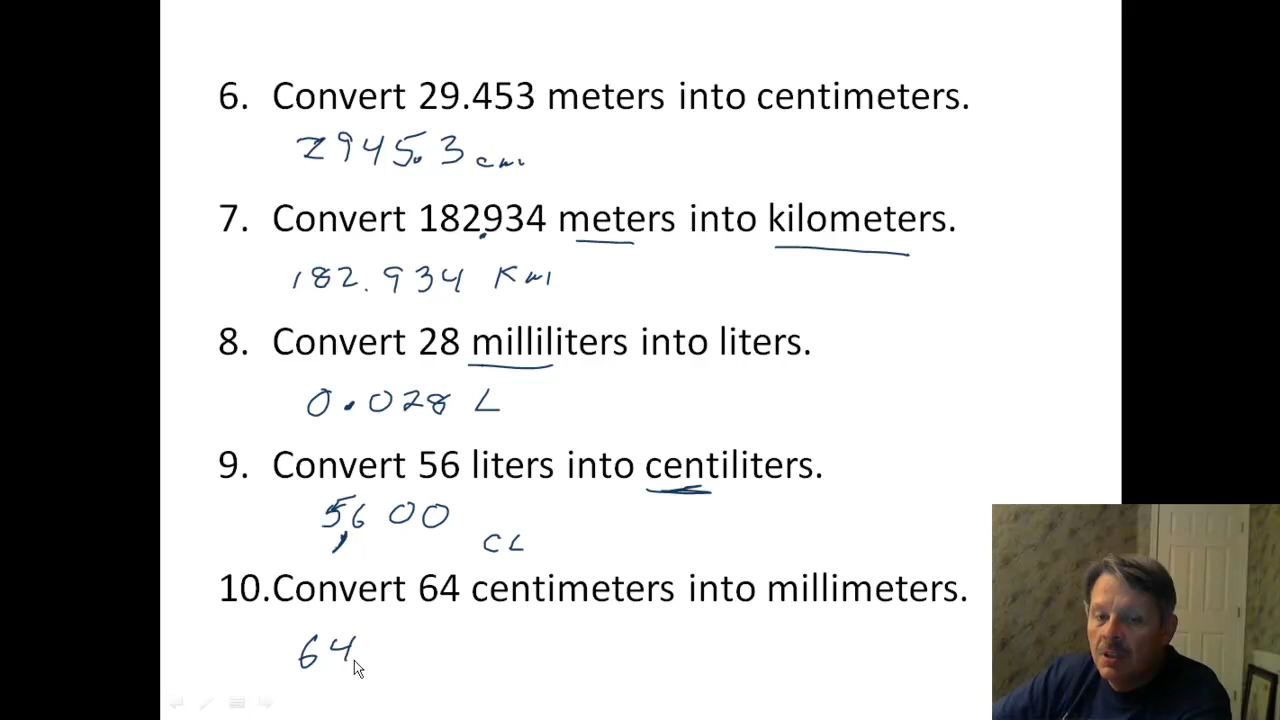 6. Convert 29.453 meters into centimeters.
2945.3 cm
7. Convert 182934 meters into kilometers.
182.934 Km
8. Convert 28 milliliters into liters.
0.028 L
9. Convert 56 liters into centiliters.
5,600 CL
10.Convert 64 centimeters into millimeters.
64